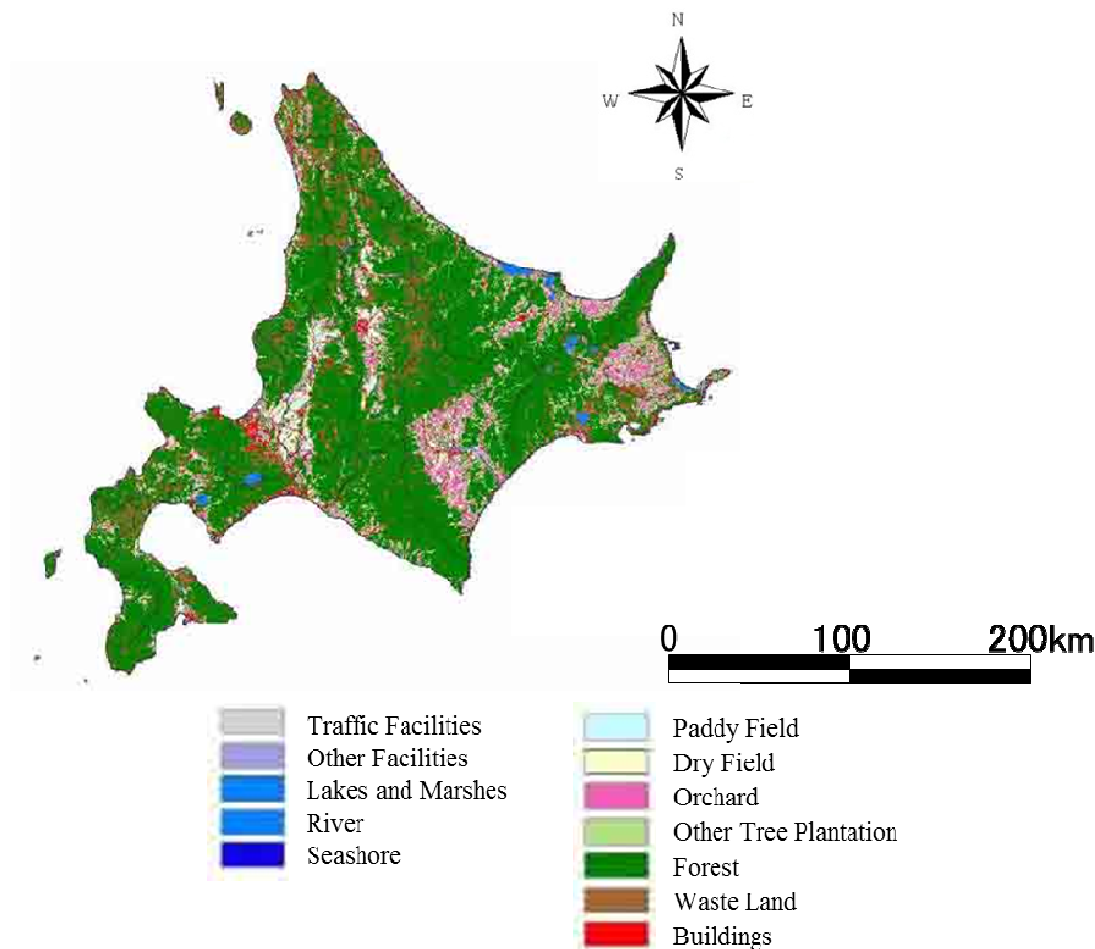 N
W E
S
0 100 200km
Traffic Facilities
Other Facilities
Lakes and Marshes
River
Seashore
Paddy Field
Dry Field
Orchard
Other Tree Plantation
Forest
Waste Land
Buildings